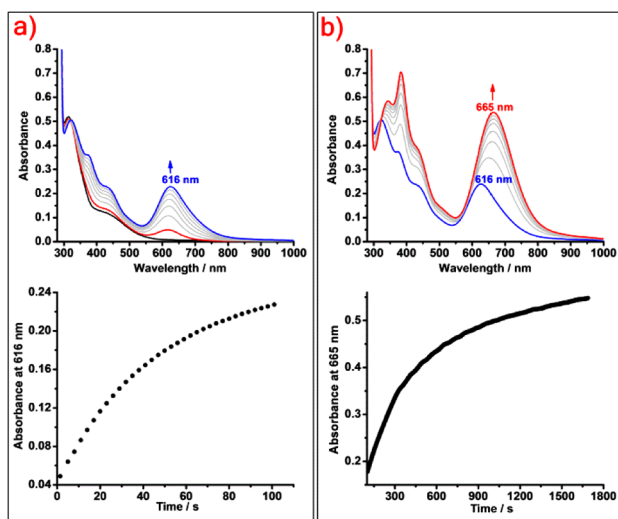 a)
0.8
0.7
0.6
0.5
0.4
0.3
0.2
0.1
0.0
Absorbance
616 nm
300 400 500 600 700 800 900 1000
Wavelength / nm
0.24
0.20
0.16
0.12
0.08
0.04
Absorbance at 616 nm
0 20 40 60 80 100
Time / s
b)
0.8
0.7
0.6
0.5
0.4
0.3
0.2
0.1
0.0
Absorbance
665 nm
616 nm
300 400 500 600 700 800 900 1000
Wavelength / nm
0.5
0.4
0.3
0.2
Absorbance at 665 nm
300 600 900 1200 1500 1800
Time / s